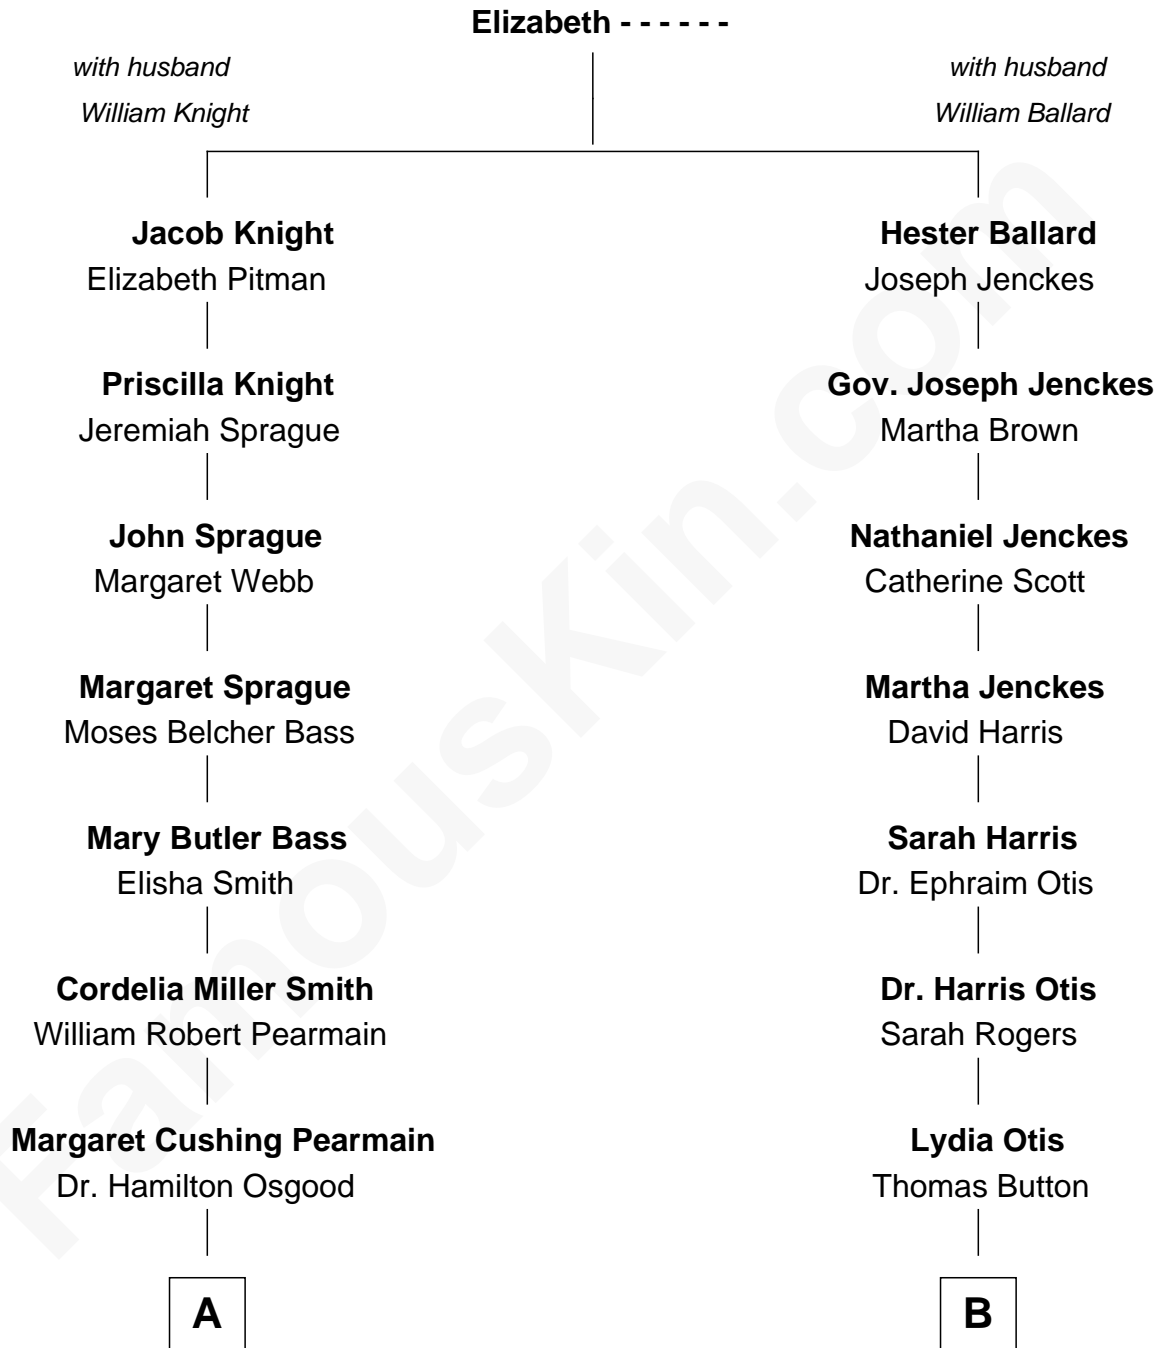 Elizabeth - - - - - -
with husband
William Knight
with husband
William Ballard
Jacob Knight
Elizabeth Pitman
Hester Ballard
Joseph Jenckes
Priscilla Knight
Jeremiah Sprague
Gov. Joseph Jenckes
Martha Brown
John Sprague
Margaret Webb
Nathaniel Jenckes
Catherine Scott
Margaret Sprague
Moses Belcher Bass
Martha Jenckes
David Harris
Mary Butler Bass
Elisha Smith
Sarah Harris
Dr. Ephraim Otis
Cordelia Miller Smith
William Robert Pearmain
Dr. Harris Otis
Sarah Rogers
Margaret Cushing Pearmain
Dr. Hamilton Osgood
Lydia Otis
Thomas Button
A
B
FamousKin.com